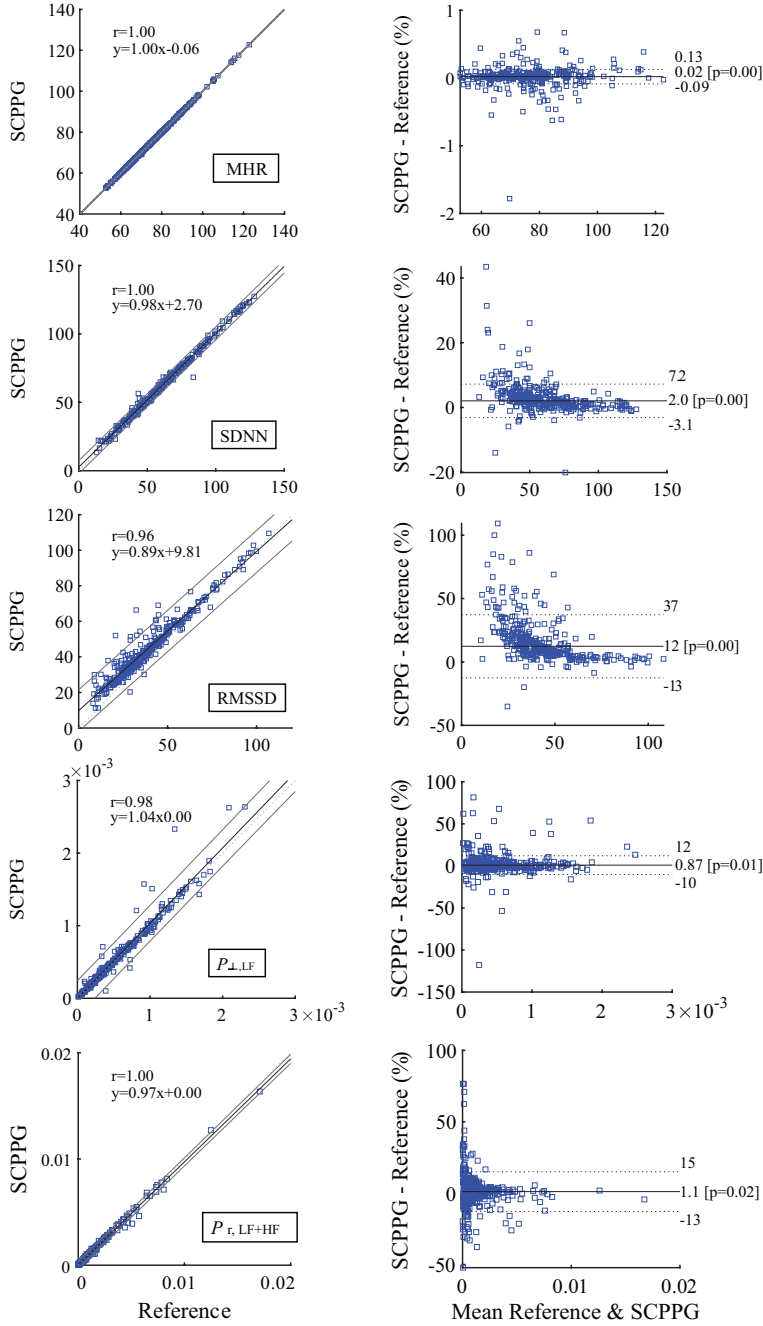 140
120
100
80
60
40
40 60 80 100 120 140
SCPPG
r=1.00
y=1.00x-0.06
MHR
1
0
-1
-2
60 80 100 120
SCPPG - Reference (%)
0.13
0.02 [p=0.00]
-0.09
150
100
50
0
0 50 100 150
SCPPG
r=1.00
y=0.98x+2.70
SDNN
40
20
0
-20
0 50 100 150
SCPPG - Reference (%)
7.2
2.0 [p=0.00]
-3.1
120
100
80
60
40
20
0
0 50 100
SCPPG
r=0.96
y=0.89x+9.81
RMSSD
100
50
0
-50
0 50 100
SCPPG - Reference (%)
37
12 [p=0.00]
-13
3×10⁻³
2
1
0
0 1 2 3×10⁻³
SCPPG
r=0.98
y=1.04x0.00
P⊥,LF
100
50
0
-50
-100
-150
0 1 2 3×10⁻³
SCPPG - Reference (%)
12
0.87 [p=0.01]
-10
0.02
0.01
0
0 0.01 0.02
SCPPG
r=1.00
y=0.97x+0.00
P r, LF+HF
Reference
100
50
0
-50
0 0.01 0.02
SCPPG - Reference (%)
15
1.1 [p=0.02]
-13
Mean Reference & SCPPG